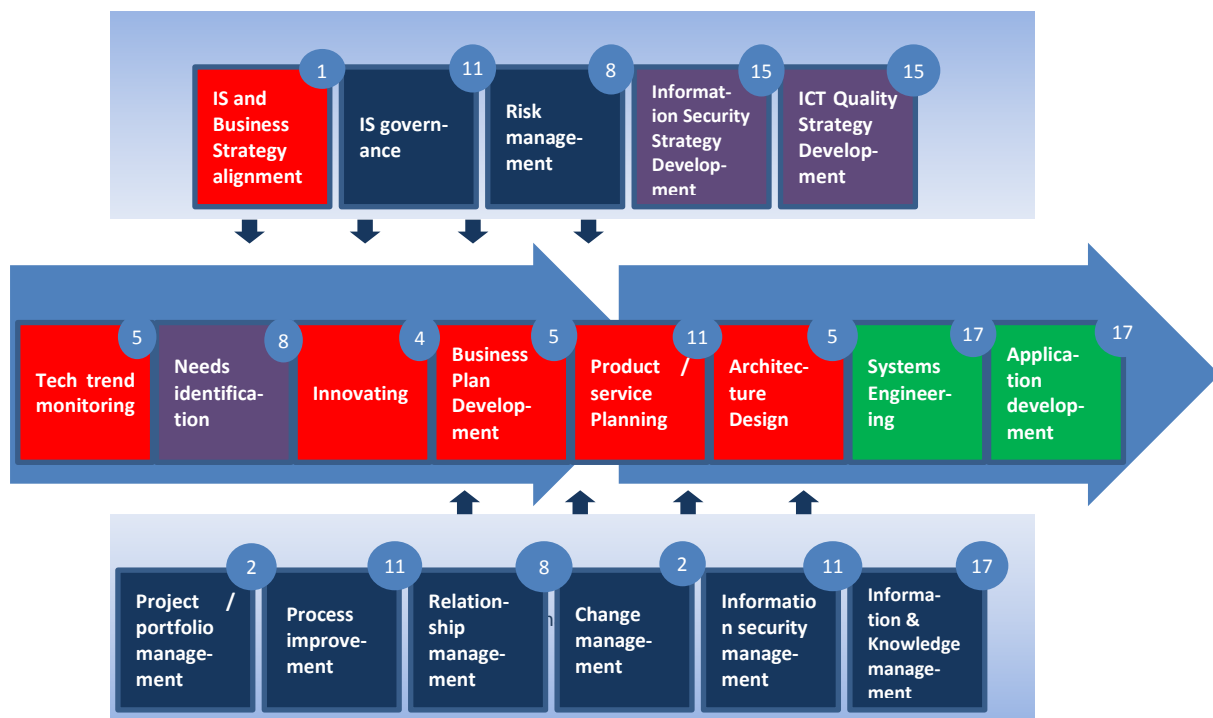 1
IS and
Business
Strategy
alignment
11
IS govern-
ance
8
Risk
manage-
ment
15
Informat-
ion Security
Strategy
Develop-
ment
15
ICT Quality
Strategy
Develop-
ment
5
Tech trend
monitoring
8
Needs
identifica-
tion
4
Innovating
5
Business
Plan
Develop-
ment
11
Product /
service
Planning
5
Architec-
ture
Design
17
Systems
Engineer-
ing
17
Applica-
tion
develop-
ment
2
Project /
portfolio
manage-
ment
11
Process
improve-
ment
8
Relation-
ship
manage-
ment
2
Change
manage-
ment
11
Informatio
n security
manage-
ment
17
Informa-
tion &
Knowledge
manage-
ment